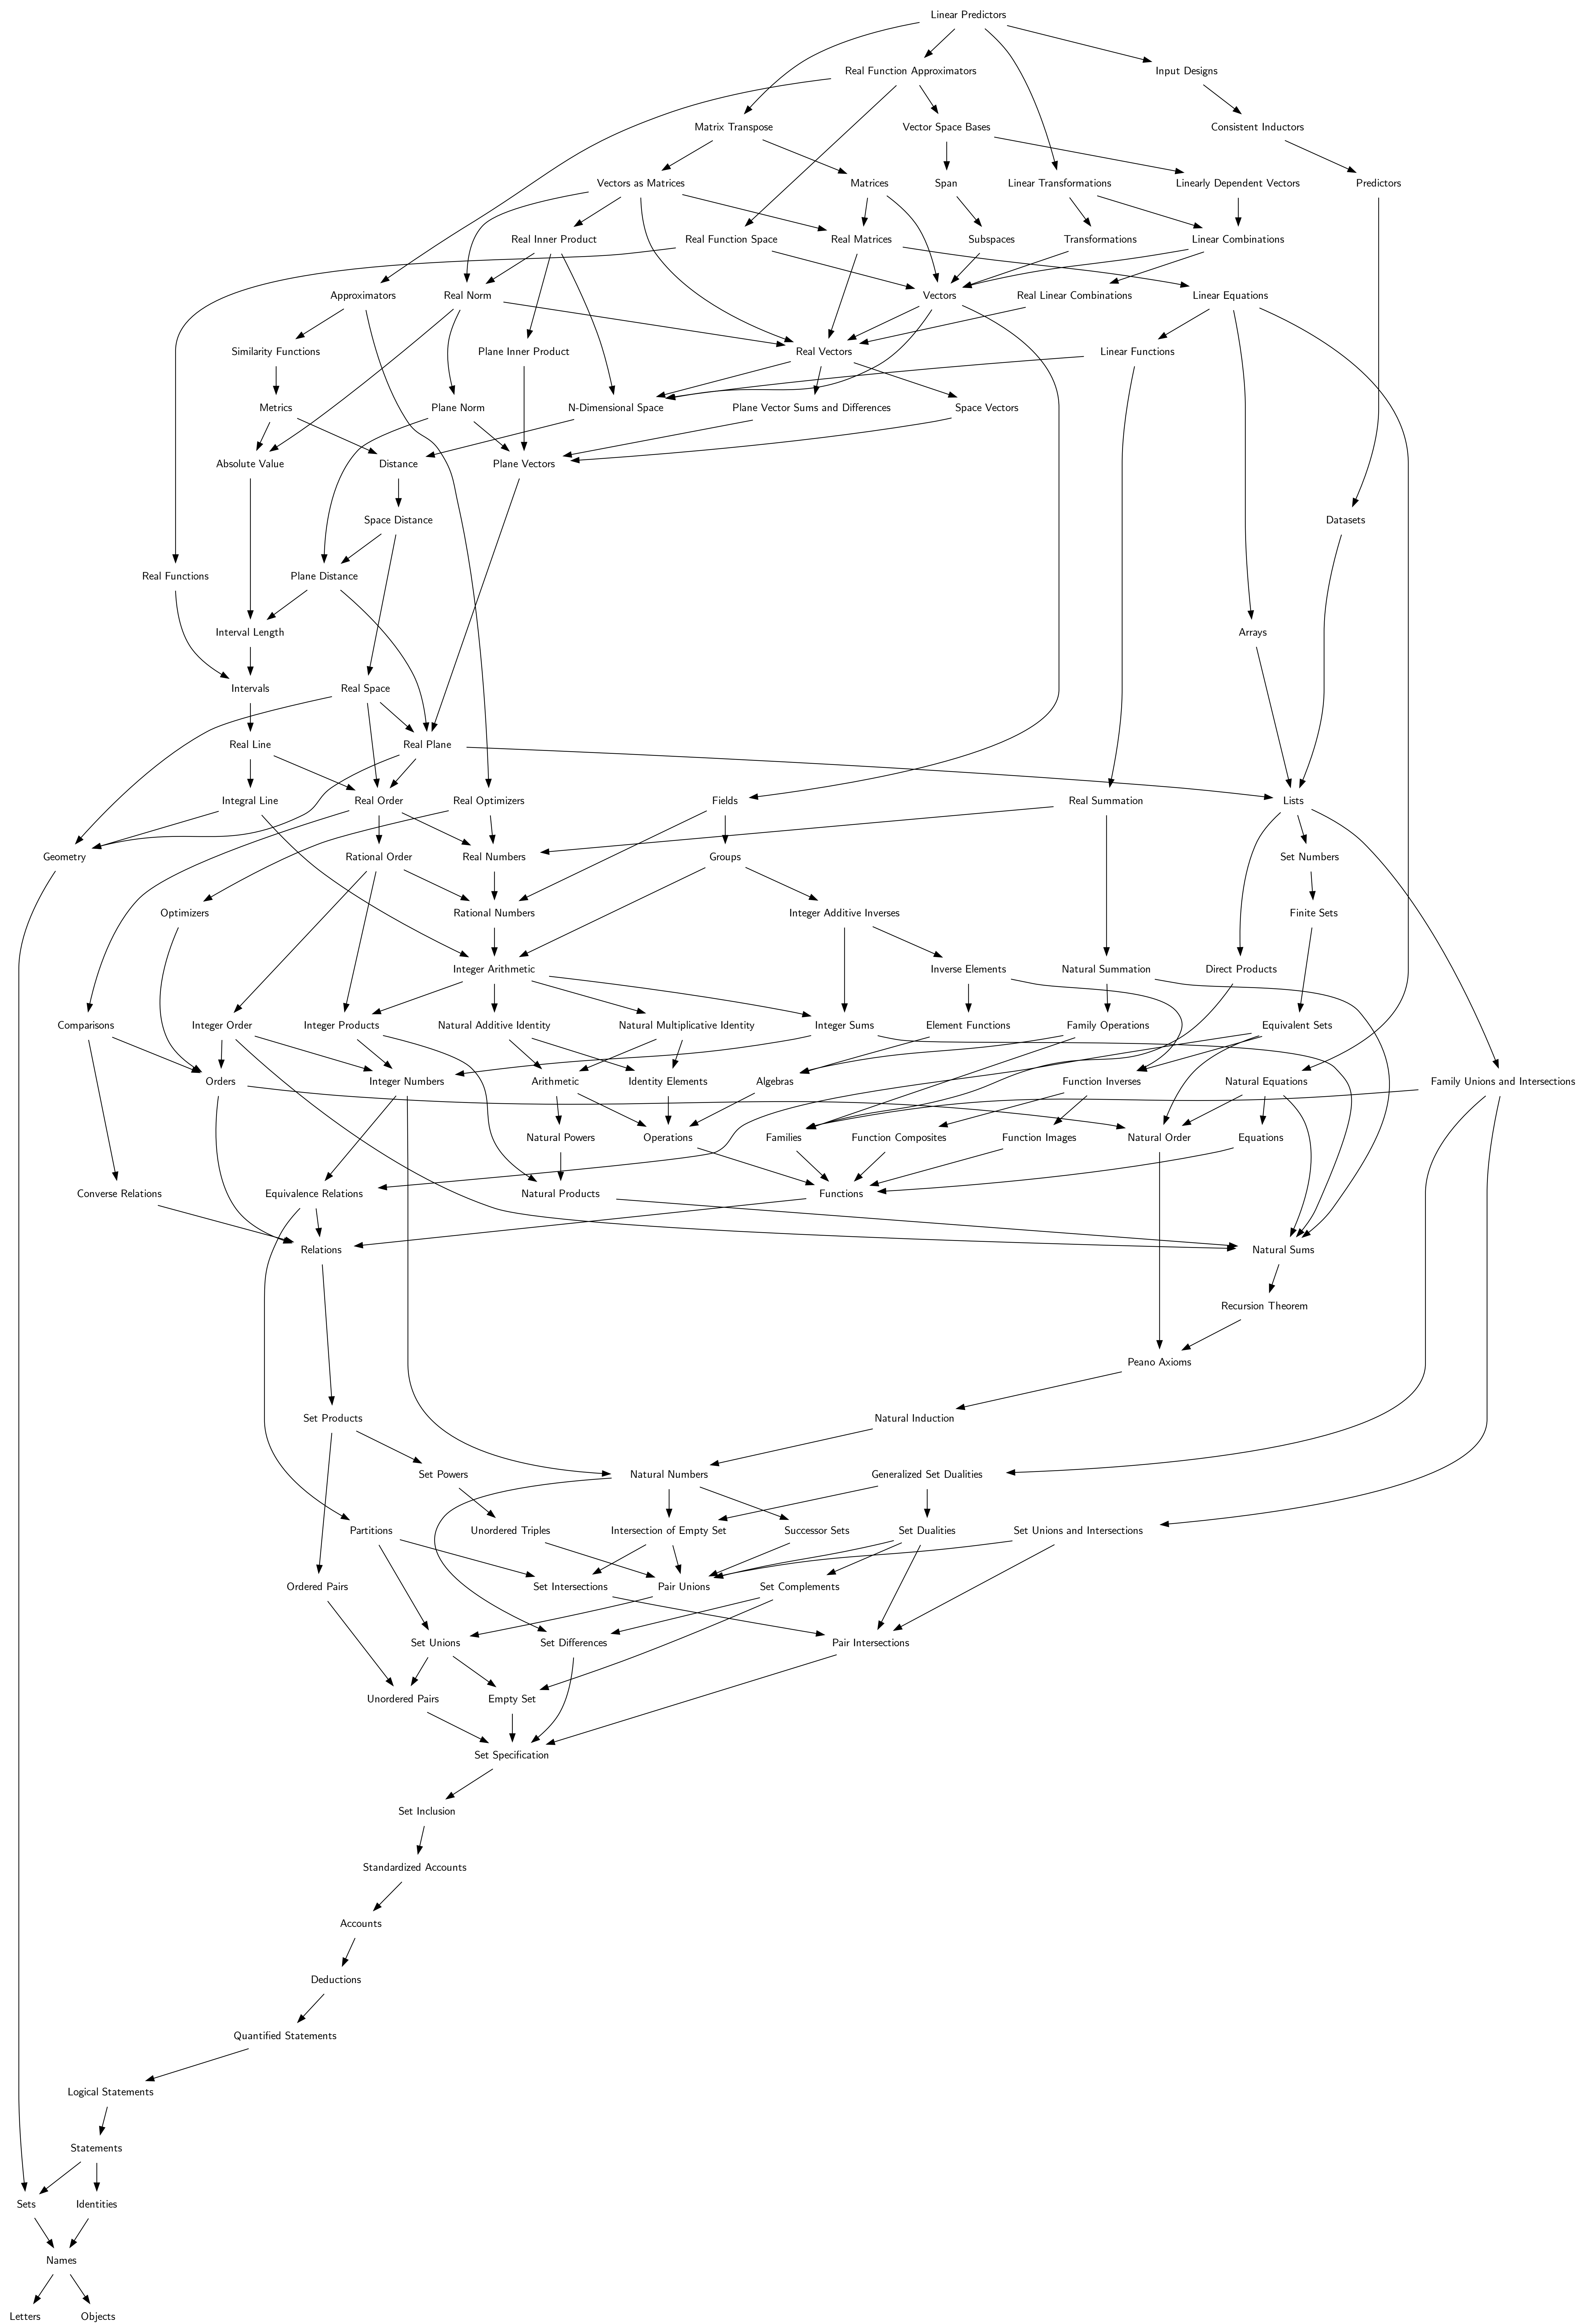 Linear Predictors
Real Function Approximators
Input Designs
Matrix Transpose
Vector Space Bases
Consistent Inductors
Vectors as Matrices
Matrices
Span
Linear Transformations
Linearly Dependent Vectors
Predictors
Real Inner Product
Real Function Space
Real Matrices
Subspaces
Transformations
Linear Combinations
Approximators
Real Norm
Vectors
Real Linear Combinations
Linear Equations
Similarity Functions
Plane Inner Product
Real Vectors
Linear Functions
Metrics
Plane Norm
N-Dimensional Space
Plane Vector Sums and Differences
Space Vectors
Absolute Value
Distance
Plane Vectors
Space Distance
Datasets
Real Functions
Plane Distance
Interval Length
Arrays
Intervals
Real Space
Real Line
Real Plane
Integral Line
Real Order
Real Optimizers
Fields
Real Summation
Lists
Geometry
Rational Order
Real Numbers
Groups
Set Numbers
Optimizers
Rational Numbers
Integer Additive Inverses
Finite Sets
Integer Arithmetic
Inverse Elements
Natural Summation
Direct Products
Comparisons
Integer Order
Integer Products
Natural Additive Identity
Natural Multiplicative Identity
Integer Sums
Element Functions
Family Operations
Equivalent Sets
Orders
Integer Numbers
Arithmetic
Identity Elements
Algebras
Function Inverses
Natural Equations
Family Unions and Intersections
Natural Powers
Operations
Families
Function Composites
Function Images
Natural Order
Equations
Converse Relations
Equivalence Relations
Natural Products
Functions
Relations
Natural Sums
Recursion Theorem
Peano Axioms
Set Products
Natural Induction
Set Powers
Natural Numbers
Generalized Set Dualities
Partitions
Unordered Triples
Intersection of Empty Set
Successor Sets
Set Dualities
Set Unions and Intersections
Ordered Pairs
Set Intersections
Pair Unions
Set Complements
Set Unions
Set Differences
Pair Intersections
Unordered Pairs
Empty Set
Set Specification
Set Inclusion
Standardized Accounts
Accounts
Deductions
Quantified Statements
Logical Statements
Statements
Sets
Identities
Names
Letters
Objects